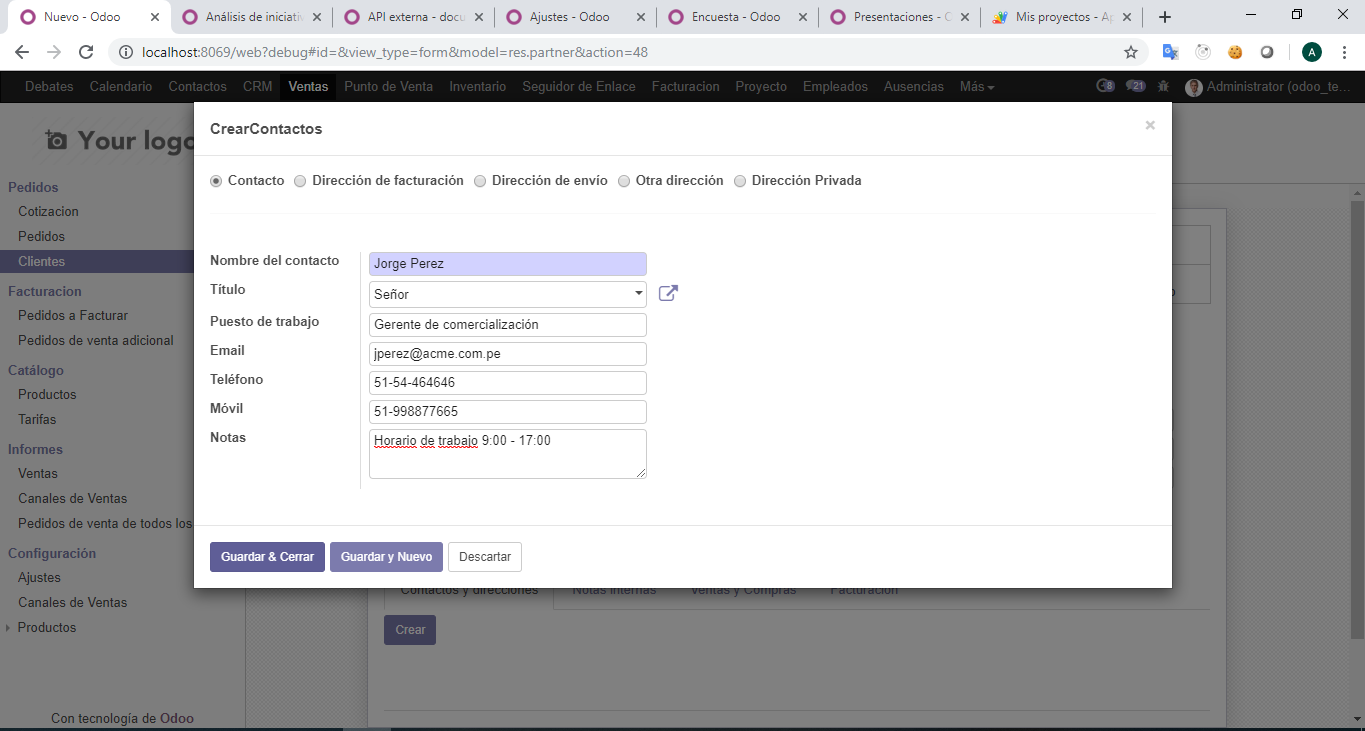 Nuevo - Odoo
Análisis de iniciativ
API externa - docu
Ajustes - Odoo
Encuesta - Odoo
Presentaciones - O
Mis proyectos - Ap
localhost:8069/web?debug#id=&view_type=form&model=res.partner&action=48
A
Debates Calendario Contactos CRM Ventas Punto de Venta Inventario Seguidor de Enlace Facturacion Proyecto Empleados Ausencias Más 8 21 Administrator (odoo_te...
Your logo
CrearContactos ×
Contacto Dirección de facturación Dirección de envío Otra dirección Dirección Privada
Nombre del contacto Jorge Perez
Título Señor
Puesto de trabajo Gerente de comercialización
Email jperez@acme.com.pe
Teléfono 51-54-464646
Móvil 51-998877665
Notas Horario de trabajo 9:00 - 17:00
Guardar & Cerrar Guardar y Nuevo Descartar
Pedidos
Cotizacion
Pedidos
Clientes
Facturacion
Pedidos a Facturar
Pedidos de venta adicional
Catálogo
Productos
Tarifas
Informes
Ventas
Canales de Ventas
Pedidos de venta de todos los
Configuración
Ajustes
Canales de Ventas
Productos
Con tecnología de Odoo
Contactos y direcciones Notas internas Ventas y Compras Facturación
Crear